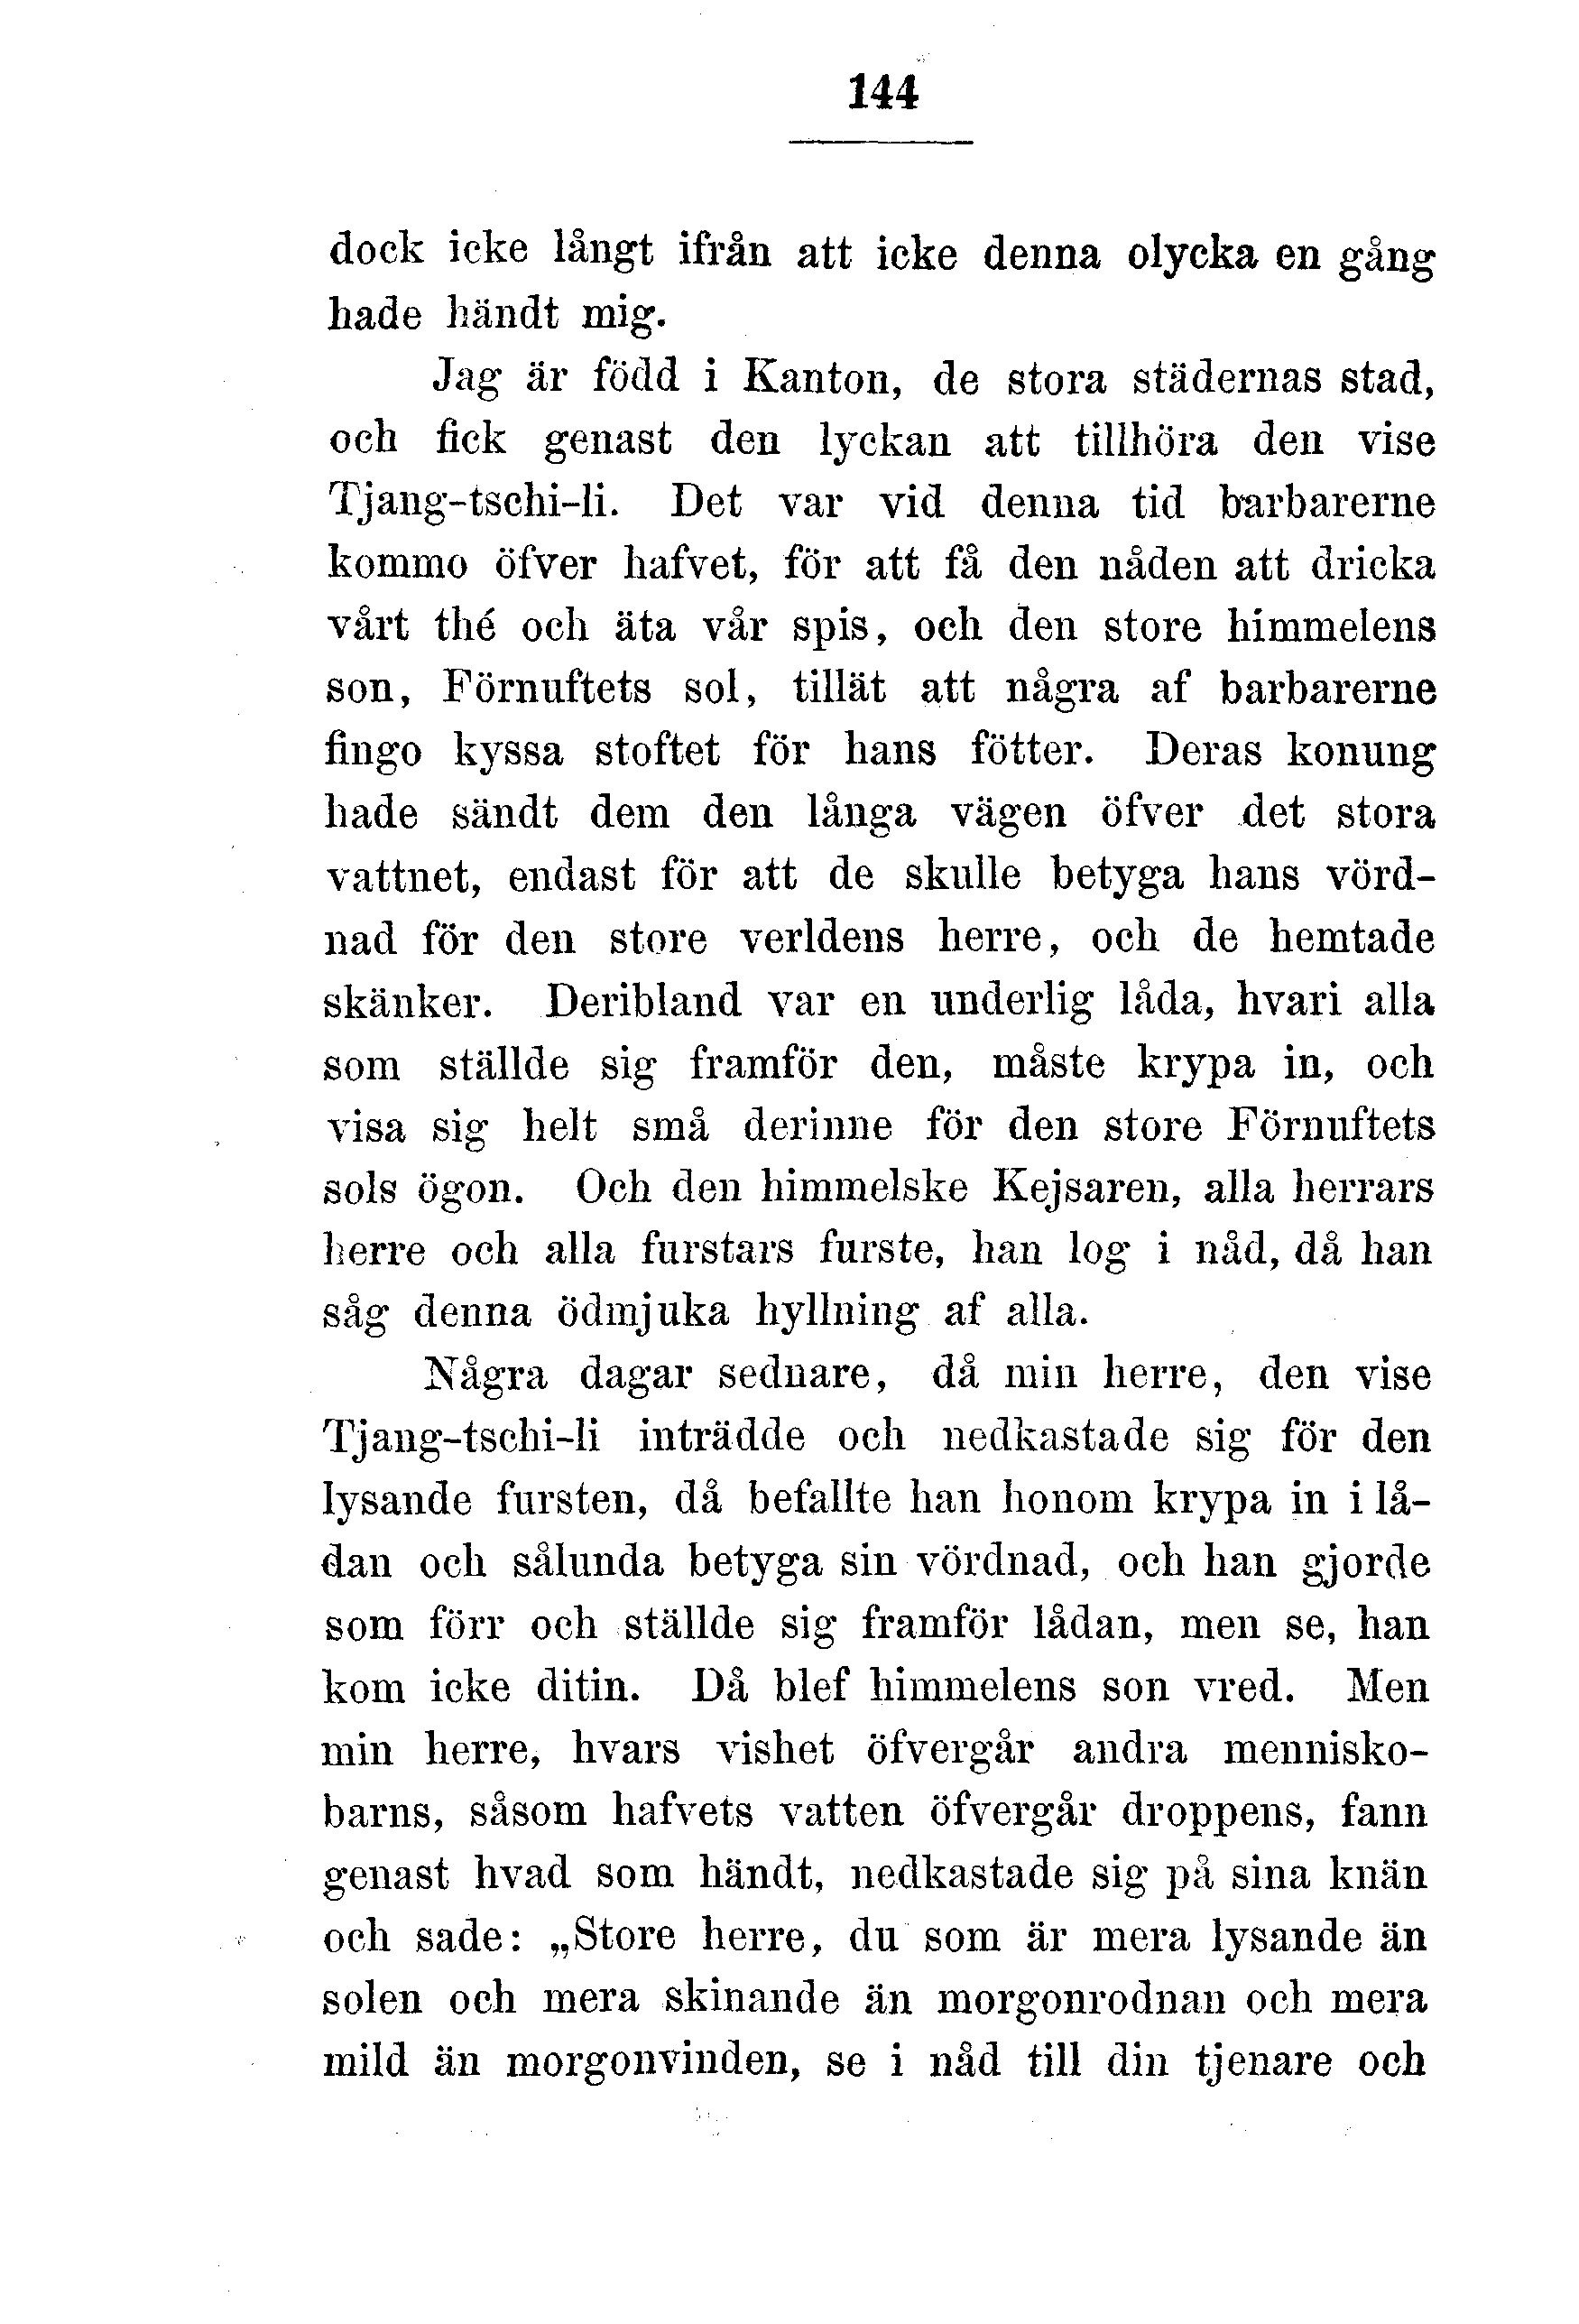 144
dock icke långt ifrån att icke denna olycka en gång
hade händt mig.
Jag är född i Kanton, de stora städernas stad,
och fick genast den lyckan att tillhöra den vise
Tjang-tschi-li. Det var vid denna tid barbarerne
kommo öfver hafvet, för att få den nåden att dricka
vårt thé och äta vår spis, och den store himmelens
son, Förnuftets sol, tillät att några af barbarerne
fingo kyssa stoftet för hans fötter. Deras konung
hade sändt dem den långa vägen öfver det stora
vattnet, endast för att de skulle betyga hans vörd-
nad för den store verldens herre, och de hemtade
skänker. Deribland var en underlig låda, hvari alla
som ställde sig framför den, måste krypa in, och
visa sig helt små derinne för den store Förnuftets
sols ögon. Och den himmelske Kejsaren, alla herrars
herre och alla furstars furste, han log i nåd, då han
såg denna ödmjuka hyllning af alla.
Några dagar sednare, då min herre, den vise
Tjang-tschi-li inträdde och nedkastade sig för den
lysande fursten, då befallte han honom krypa in i lå-
dan och sålunda betyga sin vördnad, och han gjorde
som förr och ställde sig framför lådan, men se, han
kom icke ditin. Då blef himmelens son vred. Men
min herre, hvars vishet öfvergår andra mennisko-
barns, såsom hafvets vatten öfvergår droppens, fann
genast hvad som händt, nedkastade sig på sina knän
och sade: „Store herre, du som är mera lysande än
solen och mera skinande än morgonrodnan och mera
mild än morgonvinden, se i nåd till din tjenare och